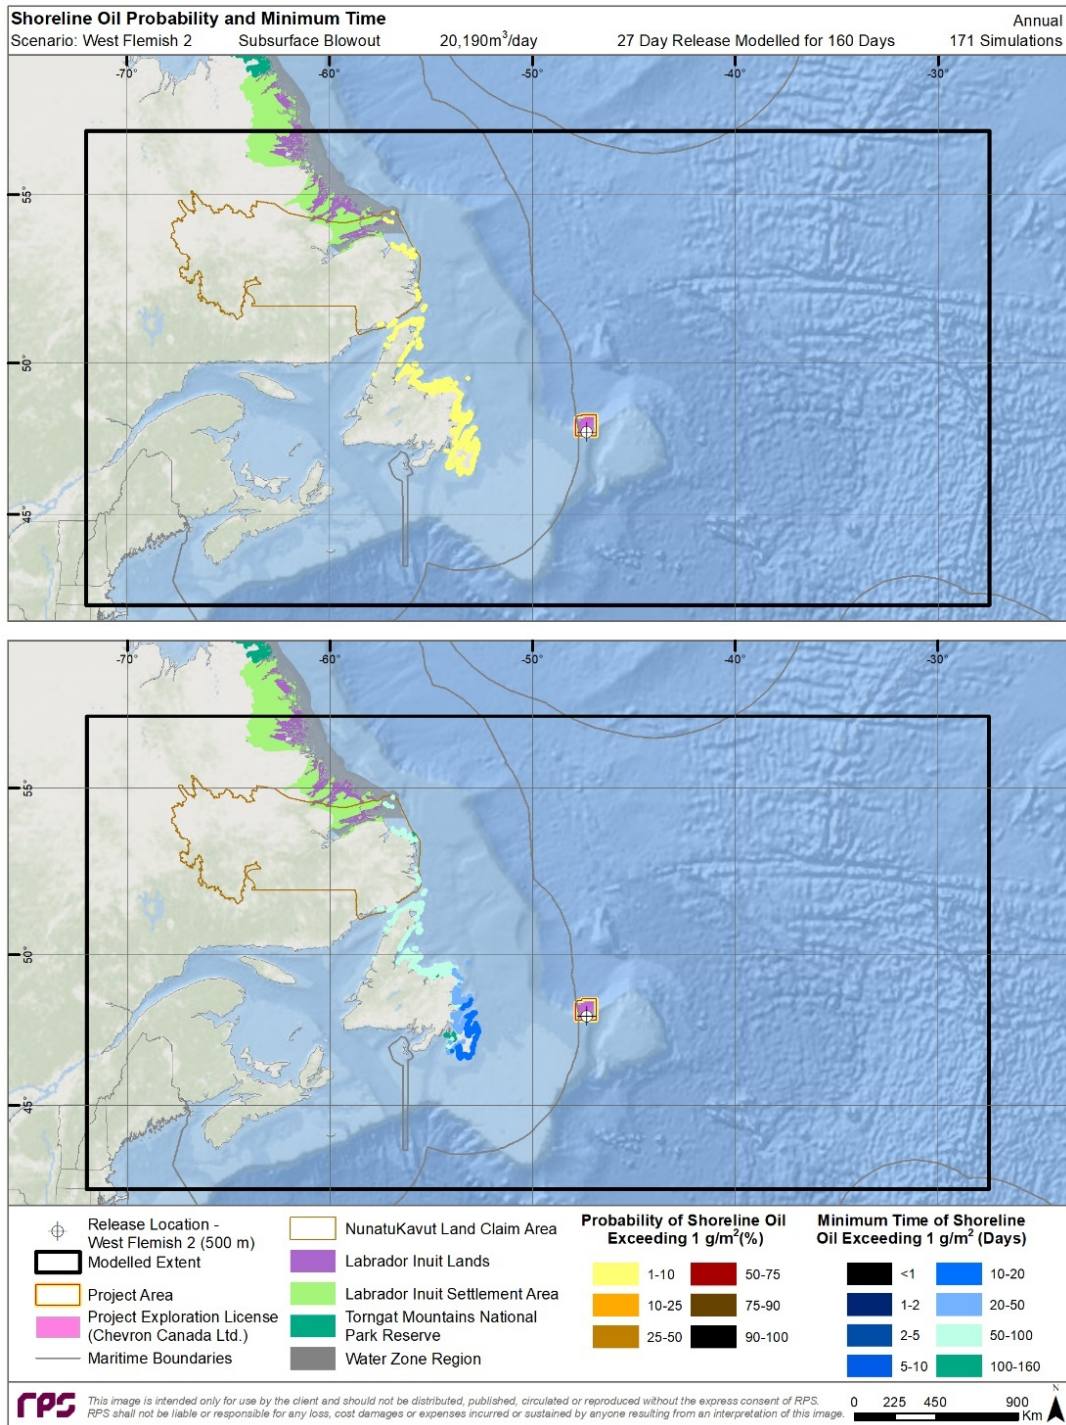 Shoreline Oil Probability and Minimum Time
Annual
Scenario: West Flemish 2 Subsurface Blowout 20,190m³/day 27 Day Release Modelled for 160 Days 171 Simulations
-70° -60° -50° -40° -30°
55°
50°
45°
-70° -60° -50° -40° -30°
55°
50°
45°
Release Location -
West Flemish 2 (500 m)
Modelled Extent
Project Area
Project Exploration License
(Chevron Canada Ltd.)
Maritime Boundaries
NunatuKavut Land Claim Area
Labrador Inuit Lands
Labrador Inuit Settlement Area
Torngat Mountains National
Park Reserve
Water Zone Region
Probability of Shoreline Oil
Exceeding 1 g/m²(%)
1-10 50-75
10-25 75-90
25-50 90-100
Minimum Time of Shoreline
Oil Exceeding 1 g/m² (Days)
<1 10-20
1-2 20-50
2-5 50-100
5-10 100-160
rps
This image is intended only for use by the client and should not be distributed, published, circulated or reproduced without the express consent of RPS.
RPS shall not be liable or responsible for any loss, cost damages or expenses incurred or sustained by anyone resulting from an interpretation of this image.
0 225 450 900
Km
N